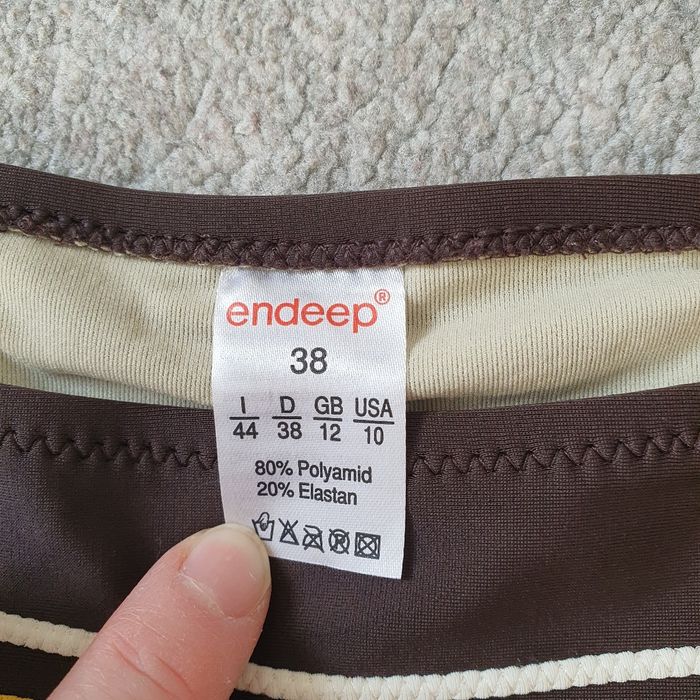 endeep®
38
I D GB USA
44 38 12 10
80% Polyamid
20% Elastan